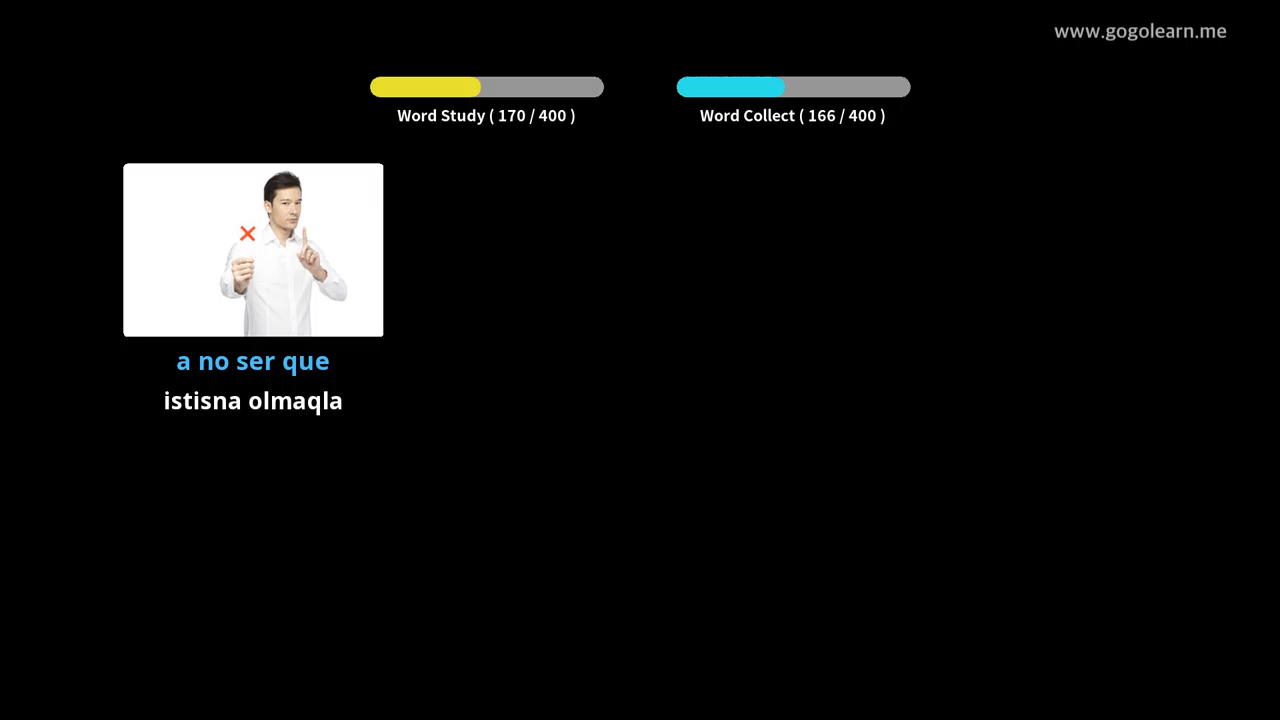 www.gogolearn.me
Word Study ( 170 / 400 )
Word Collect ( 166 / 400 )
a no ser que
istisna olmaqla